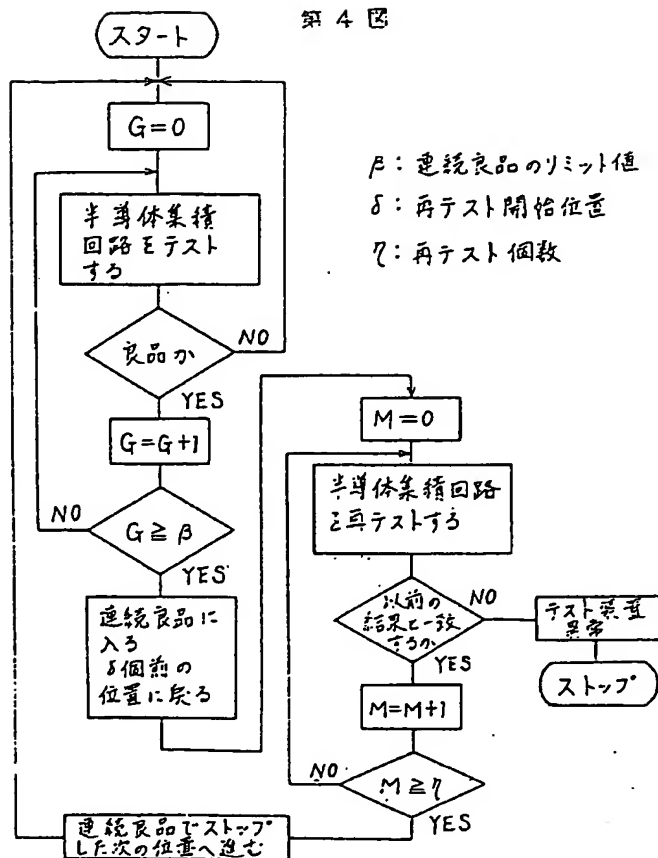 第4図
スタート
G=0
β:連続良品のリミット値
δ:再テスト開始位置
η:再テスト個数
半導体集積
回路をテスト
する
良品か
NO
YES
G=G+1
G≧β
NO
YES
連続良品に
入る
δ個前の
位置に戻る
M=0
半導体集積回路
を再テストする
以前の
結果と一致
するか
NO
YES
テスト装置
異常
ストップ
M=M+1
NO
M≧η
YES
連続良品でストップ
した次の位置へ進む